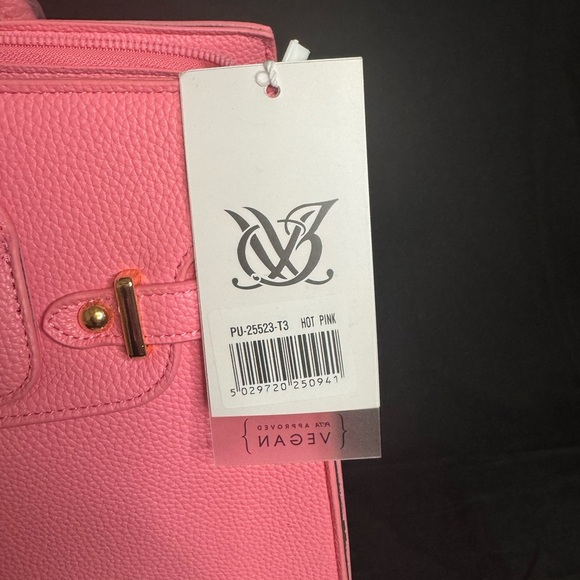 PU-25523-T3 HOT PINK
5 029720 250941
PETA APPROVED
VEGAN